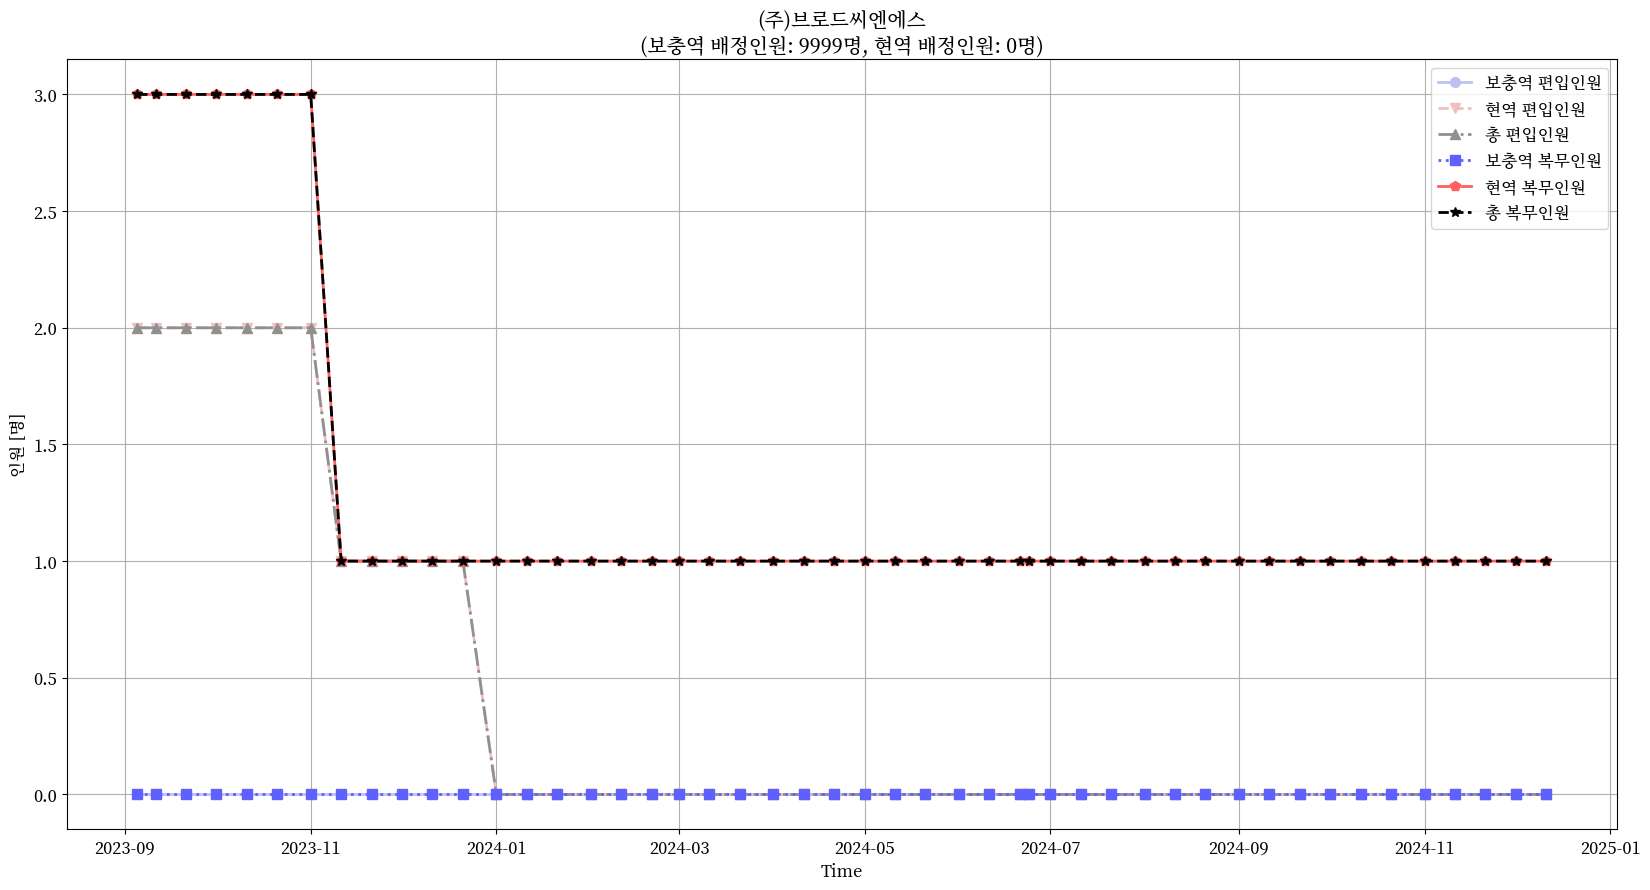 (주)브로드씨엔에스
(보충역 배정인원: 9999명, 현역 배정인원: 0명)
보충역 편입인원
현역 편입인원
총 편입인원
보충역 복무인원
현역 복무인원
총 복무인원
인원 [명]
3.0
2.5
2.0
1.5
1.0
0.5
0.0
2023-09 2023-11 2024-01 2024-03 2024-05 2024-07 2024-09 2024-11 2025-01
Time